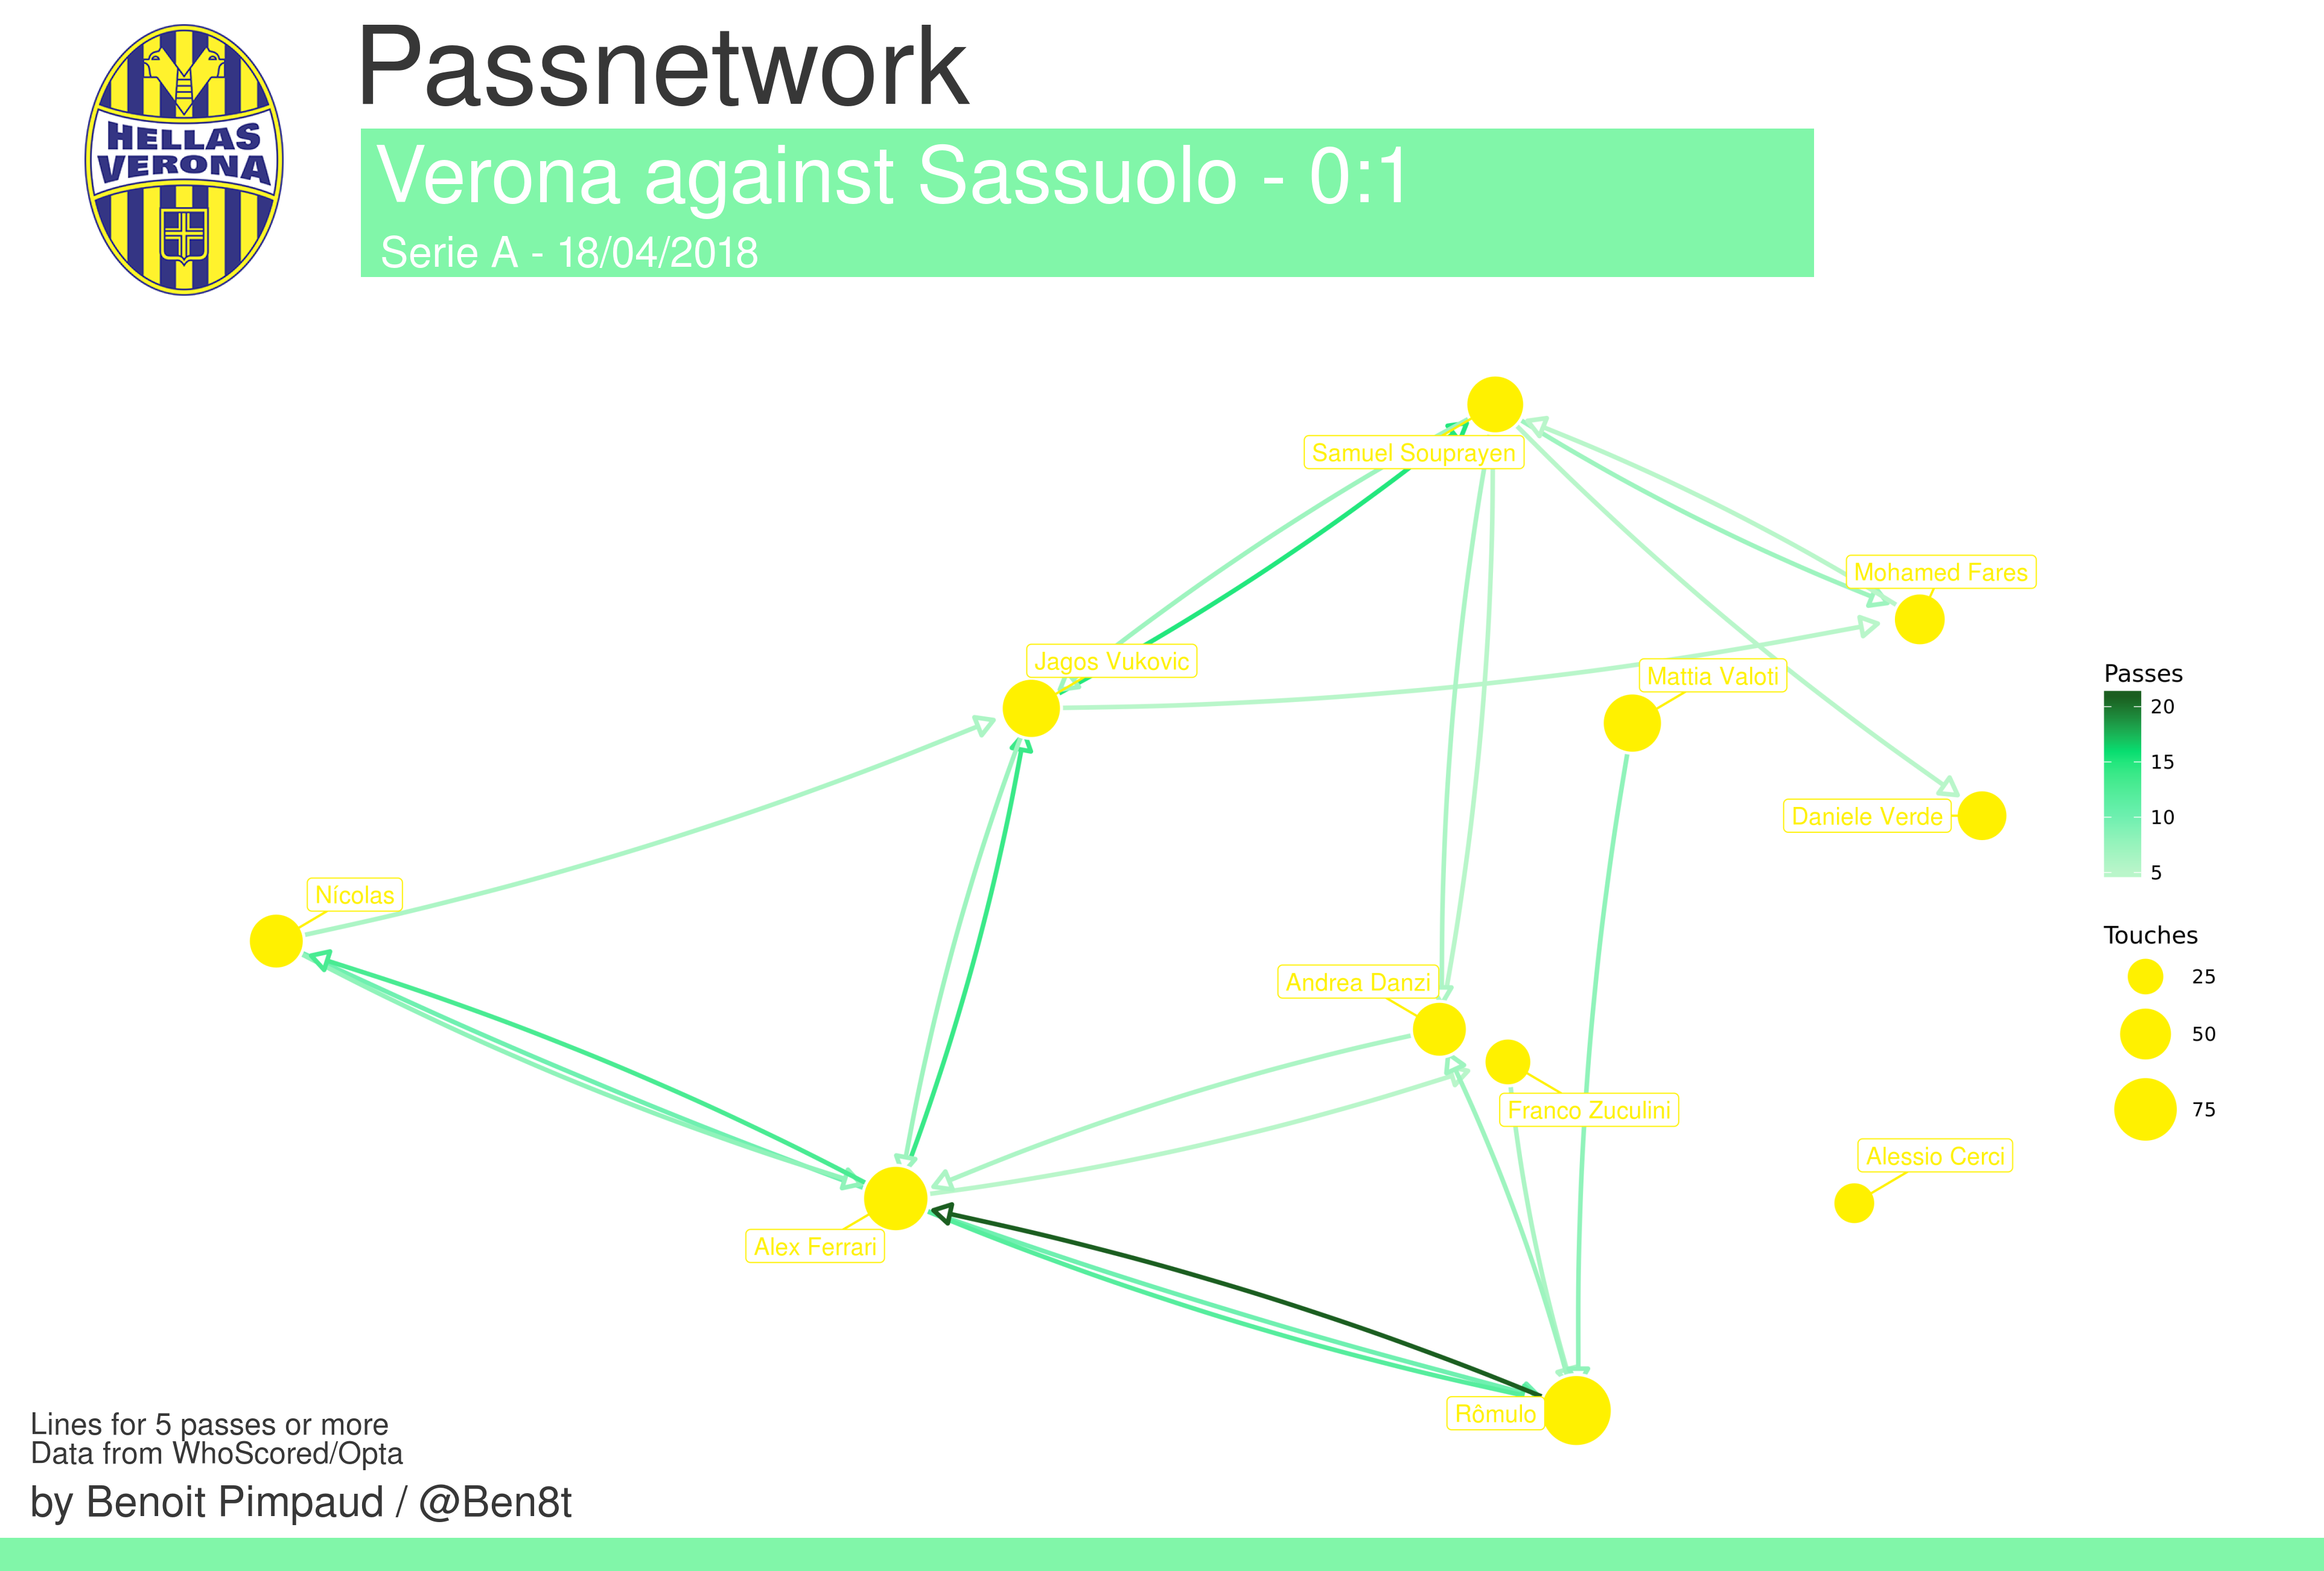 HELLAS
VERONA
Passnetwork
Verona against Sassuolo - 0:1
Serie A - 18/04/2018
Samuel Souprayen
Mohamed Fares
Jagos Vukovic
Mattia Valoti
Daniele Verde
Nícolas
Andrea Danzi
Franco Zuculini
Alessio Cerci
Alex Ferrari
Rômulo
Passes
20
15
10
5
Touches
25
50
75
Lines for 5 passes or more
Data from WhoScored/Opta
by Benoit Pimpaud / @Ben8t